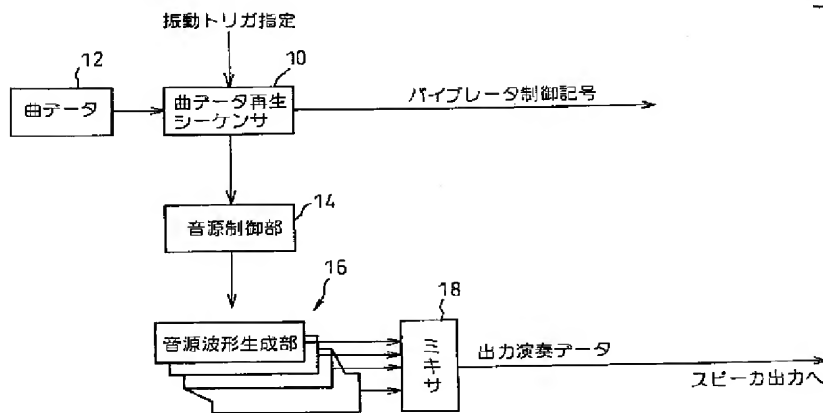 振動トリガ指定
12
10
曲データ
曲データ再生
シーケンサ
バイブレータ制御記号
14
音源制御部
16
18
音源波形生成部
ミキサ
出力演奏データ
スピーカ出力へ